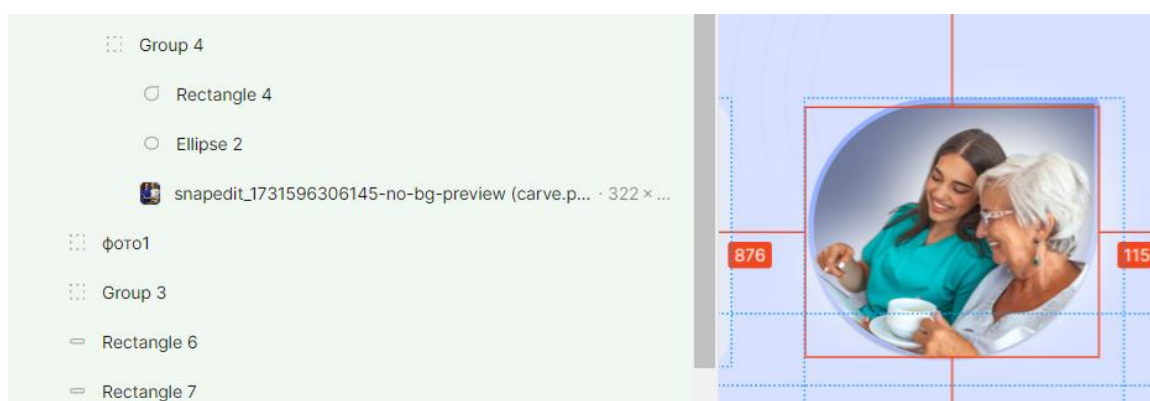 Group 4
Rectangle 4
Ellipse 2
snapedit_1731596306145-no-bg-preview (carve.p... · 322 × ...
фото1
Group 3
Rectangle 6
Rectangle 7
876
115